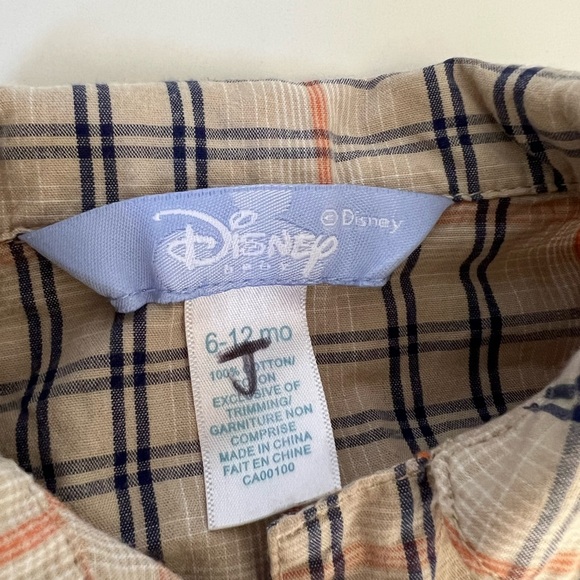 Disney
© Disney
baby
6-12 mo
J
100% COTTON/
EXCLUSIVE OF
TRIMMING/
GARNITURE NON
COMPRISE
MADE IN CHINA
FAIT EN CHINE
CA00100